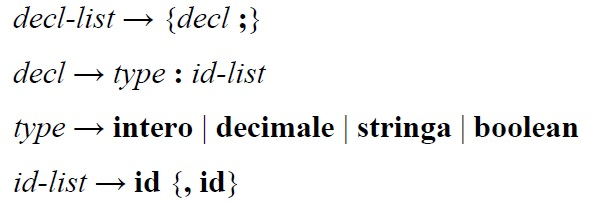 decl-list → {decl ;}
decl → type : id-list
type → intero | decimale | stringa | boolean
id-list → id {, id}